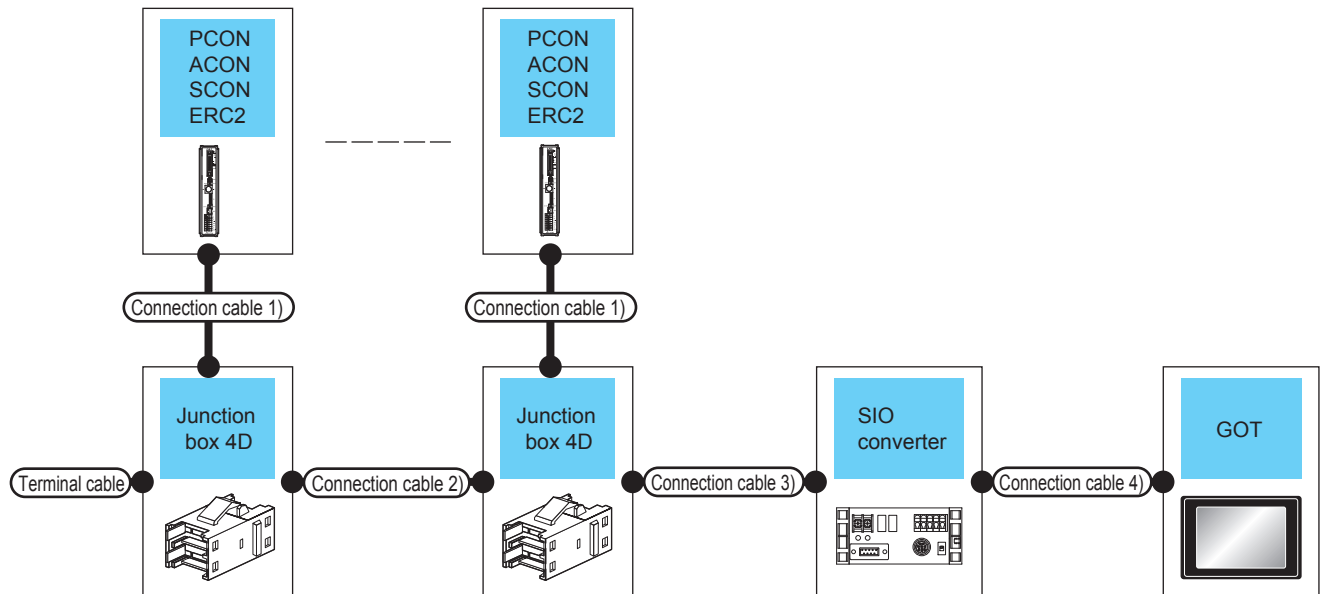 PCON
ACON
SCON
ERC2
PCON
ACON
SCON
ERC2
Connection cable 1)
Connection cable 1)
Junction
box 4D
Junction
box 4D
SIO
converter
GOT
Terminal cable
Connection cable 2)
Connection cable 3)
Connection cable 4)